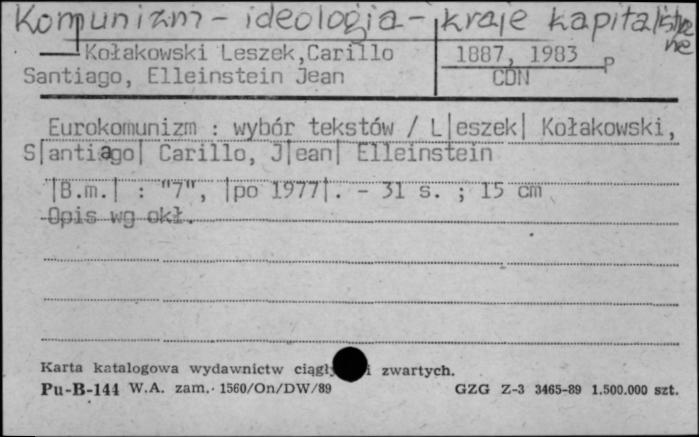 Komunizm - ideologia - kraje kapitalistyczne
Kołakowski Leszek, Carillo
Santiago, Elleinstein Jean
1887, 1983 p
CDN
Eurokomunizm : wybór tekstów / L|eszek| Kołakowski,
S|antiago| Carillo, J|ean| Elleinstein
|B.m.| : "7", |po 1977|. - 31 s. ; 15 cm
Opis wg okł.
Karta katalogowa wydawnictw i zwartych.
Pu-B-144 W.A. zam. 1560/On/DW/89
GZG Z-3 3465-89 1.500.000 szt.